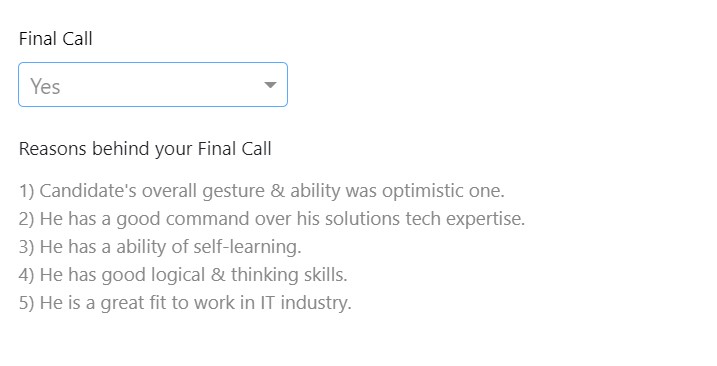 Final Call
Yes
Reasons behind your Final Call
1) Candidate's overall gesture & ability was optimistic one.
2) He has a good command over his solutions tech expertise.
3) He has a ability of self-learning.
4) He has good logical & thinking skills.
5) He is a great fit to work in IT industry.